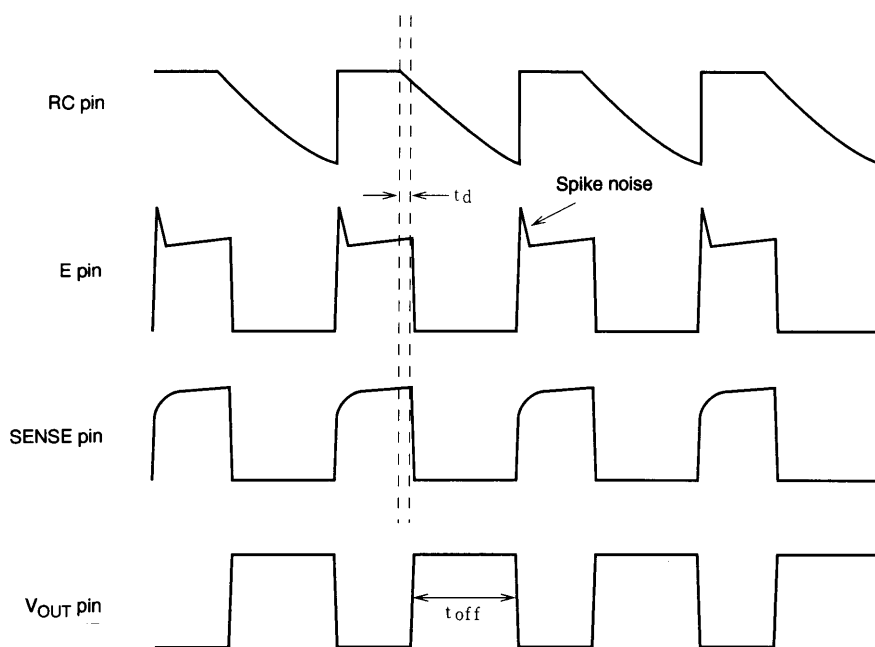 RC pin
td
Spike noise
E pin
SENSE pin
VOUT pin
toff